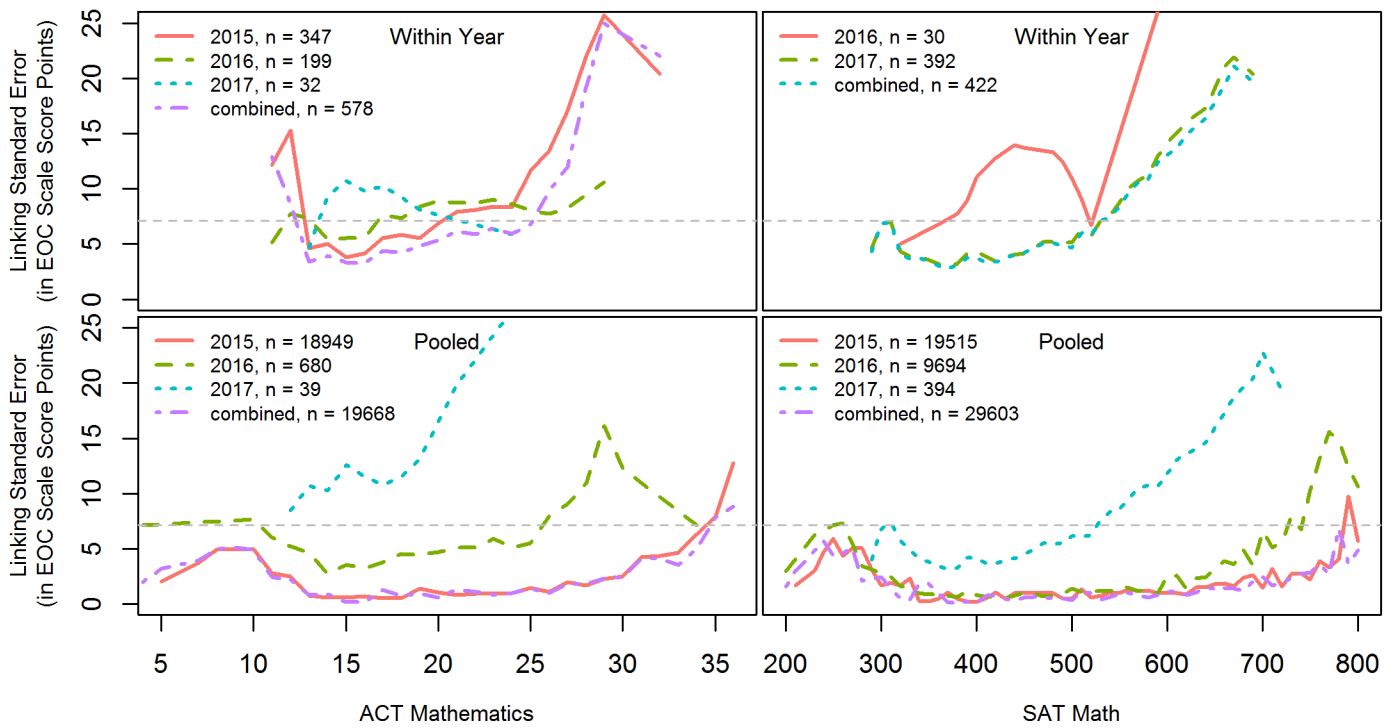 Linking Standard Error
(in EOC Scale Score Points)
0 5 10 15 20 25
Within Year
2015, n = 347
2016, n = 199
2017, n = 32
combined, n = 578
Within Year
2016, n = 30
2017, n = 392
combined, n = 422
Linking Standard Error
(in EOC Scale Score Points)
0 5 10 15 20 25
Pooled
2015, n = 18949
2016, n = 680
2017, n = 39
combined, n = 19668
Pooled
2015, n = 19515
2016, n = 9694
2017, n = 394
combined, n = 29603
5 10 15 20 25 30 35
200 300 400 500 600 700 800
ACT Mathematics
SAT Math